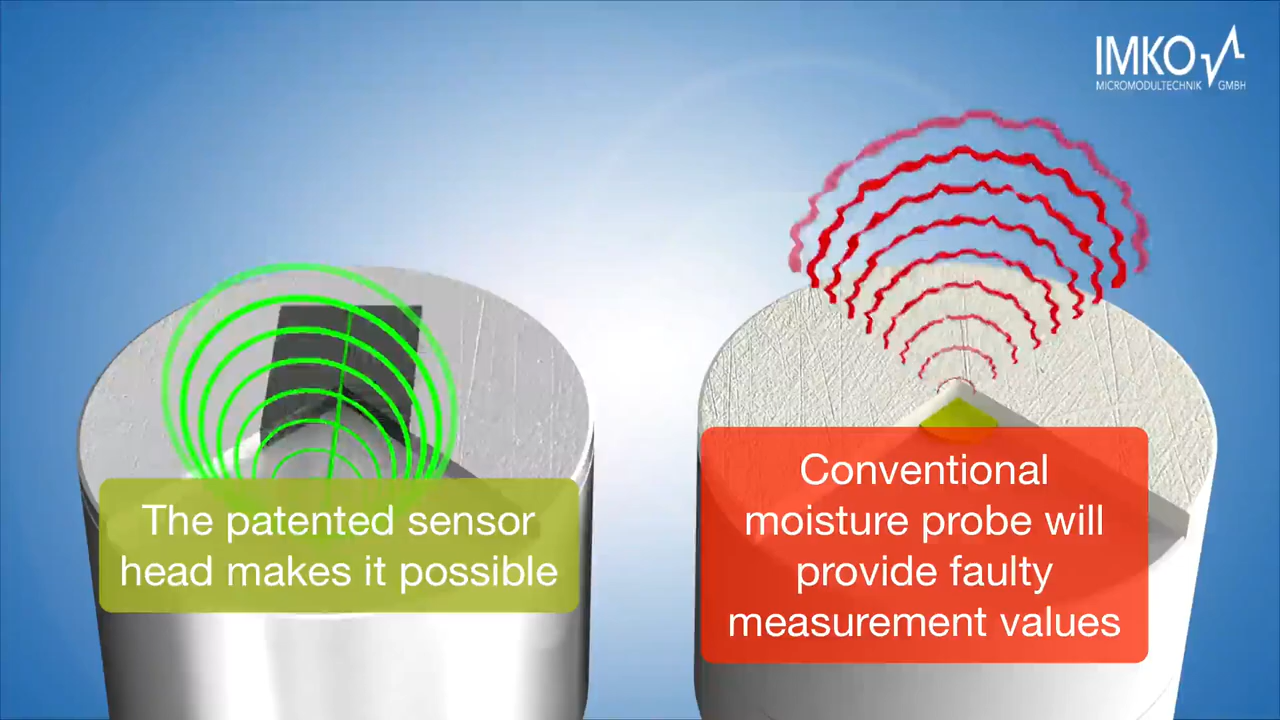 IMKO
MICROMODULTECHNIK GMBH
The patented sensor
head makes it possible
Conventional
moisture probe will
provide faulty
measurement values